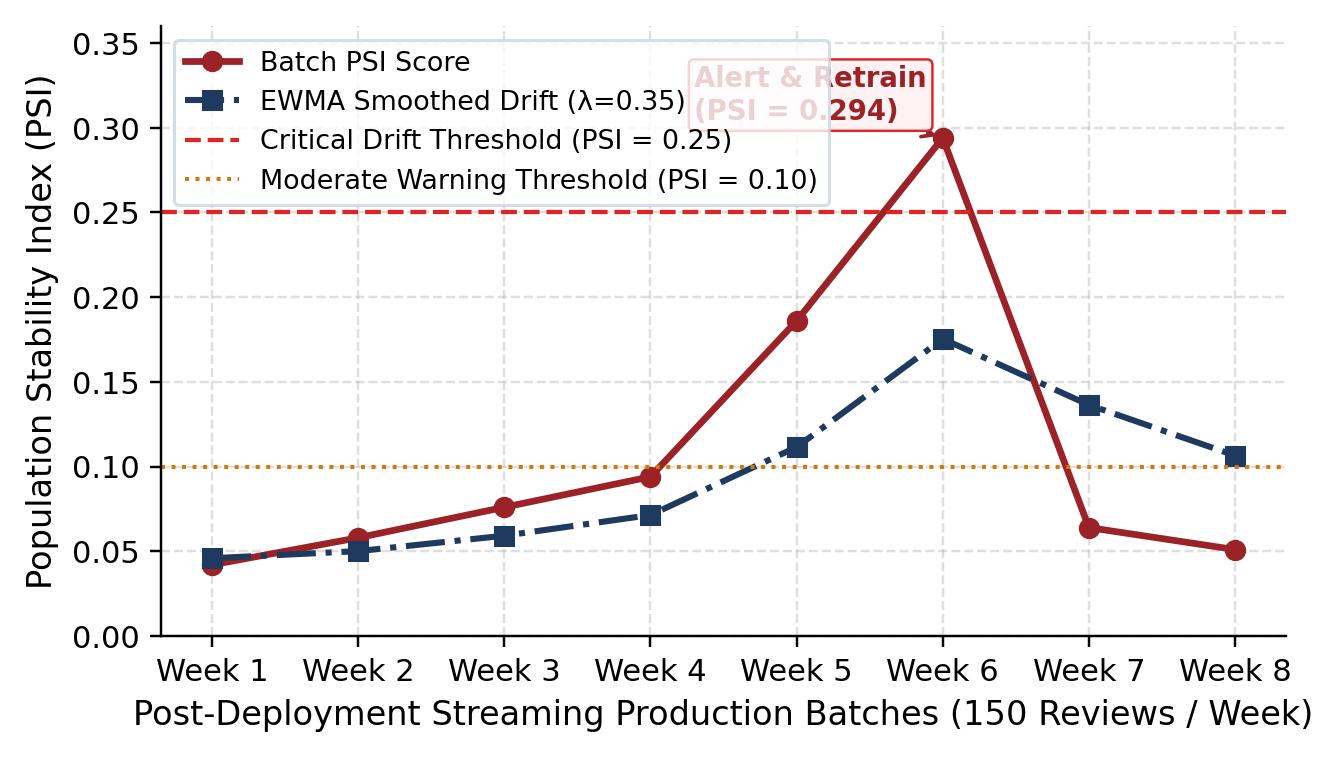 Batch PSI Score
EWMA Smoothed Drift (λ=0.35)
Critical Drift Threshold (PSI = 0.25)
Moderate Warning Threshold (PSI = 0.10)
Alert & Retrain
(PSI = 0.294)
Population Stability Index (PSI)
0.35
0.30
0.25
0.20
0.15
0.10
0.05
0.00
Week 1 Week 2 Week 3 Week 4 Week 5 Week 6 Week 7 Week 8
Post-Deployment Streaming Production Batches (150 Reviews / Week)